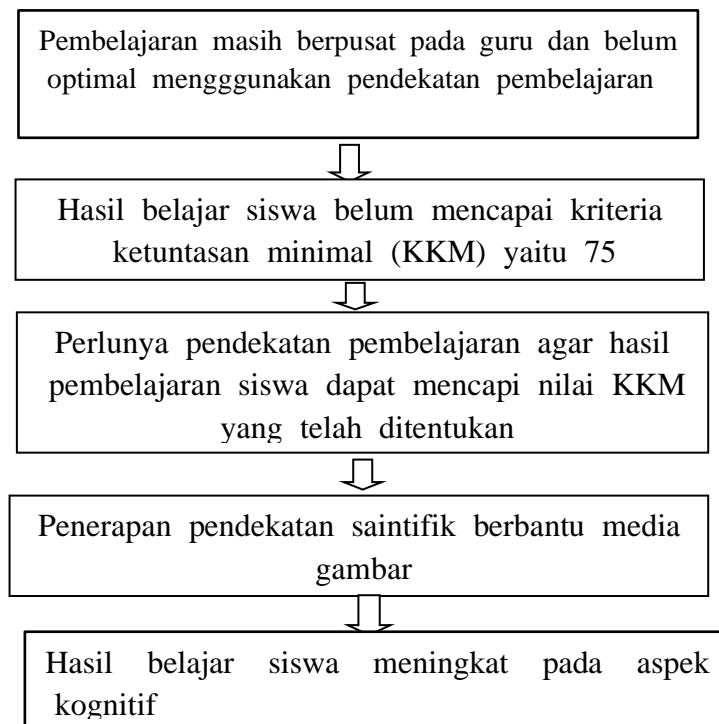 Pembelajaran masih berpusat pada guru dan belum
optimal mengggunakan pendekatan pembelajaran
Hasil belajar siswa belum mencapai kriteria
ketuntasan minimal (KKM) yaitu 75
Perlunya pendekatan pembelajaran agar hasil
pembelajaran siswa dapat mencapi nilai KKM
yang telah ditentukan
Penerapan pendekatan saintifik berbantu media
gambar
Hasil belajar siswa meningkat pada aspek
kognitif